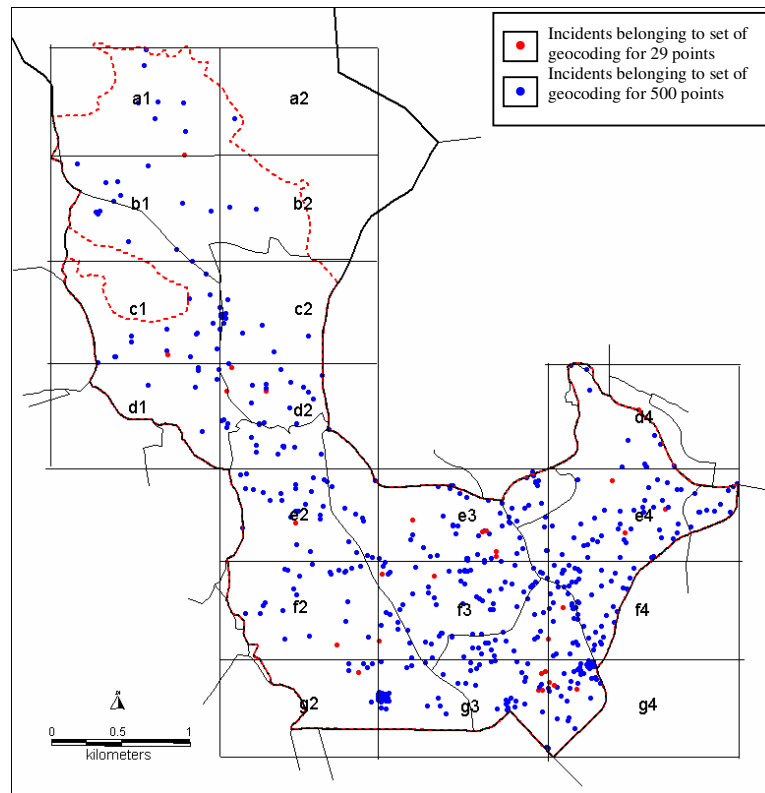 Incidents belonging to set of
geocoding for 29 points
Incidents belonging to set of
geocoding for 500 points
a1 a2
b1 b2
c1 c2
d1 d2 d4
e2 e3 e4
f2 f3 f4
g2 g3 g4
0 0.5 1
kilometers